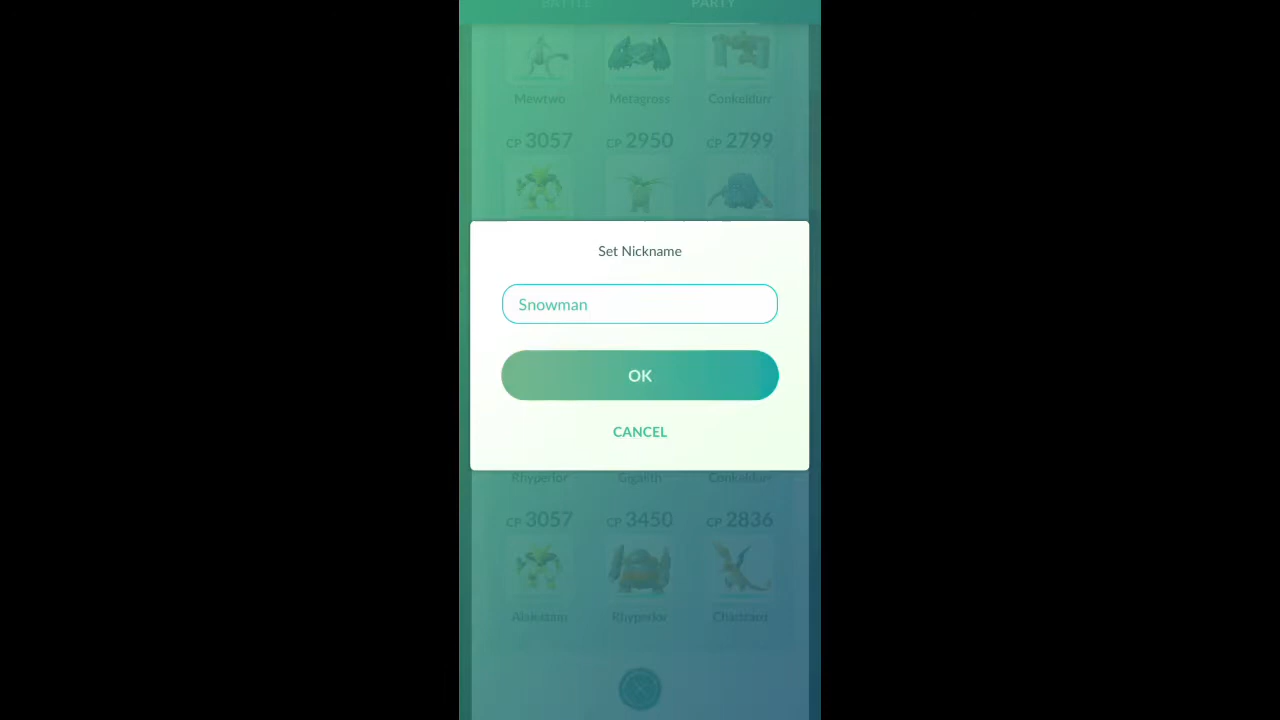 BATTLE PARTY
Mewtwo Metagross Conkeldurr
CP 3057 CP 2950 CP 2799
Set Nickname
Snowman
OK
CANCEL
Rhyperior Conkeldurr
CP 3057 CP 3450 CP 2836
Alakazam Rhyperior Charizard